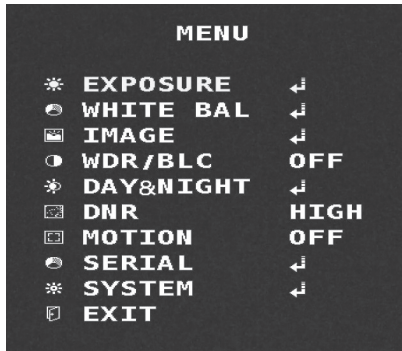 MENU
EXPOSURE ↲
WHITE BAL ↲
IMAGE ↲
WDR/BLC OFF
DAY&NIGHT ↲
DNR HIGH
MOTION OFF
SERIAL ↲
SYSTEM ↲
EXIT